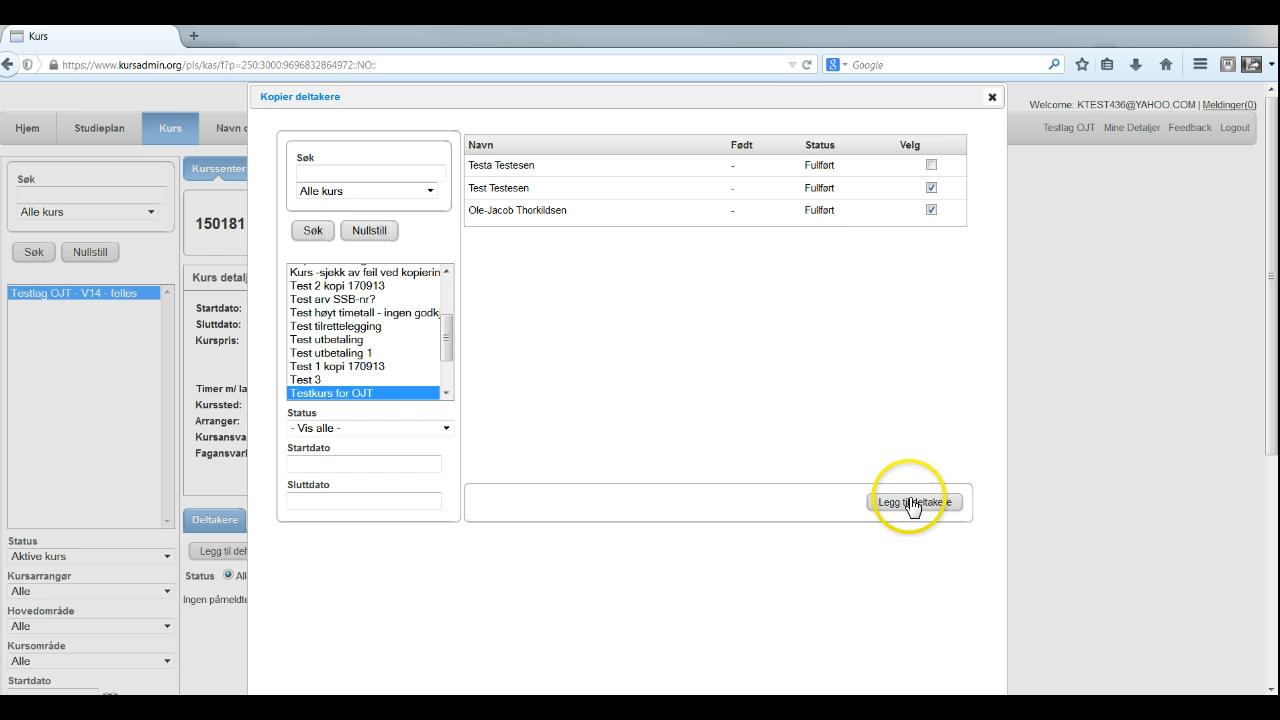 Kurs
https://www.kursadmin.org/pls/kas/f?p=250:3000:9696832864972::NO::
Google
Kopier deltakere
Welcome: KTEST436@YAHOO.COM | Meldinger(0)
Hjem
Studieplan
Kurs
Navn o
Testlag OJT
Mine Detaljer
Feedback
Logout
Søk
Alle kurs
Søk
Nullstill
Testlag OJT - V14 - felles
Status
Aktive kurs
Kursarrangør
Alle
Hovedområde
Alle
Kursområde
Alle
Startdato
Kurssenter
150181
Kurs detalj
Startdato:
Sluttdato:
Kurspris:
Timer m/ læ
Kurssted:
Arranger:
Kursansva
Fagansvarl
Deltakere
Legg til delt
Status
All
Ingen påmeldte
Søk
Alle kurs
Søk
Nullstill
Kurs -sjekk av feil ved kopierin
Test 2 kopi 170913
Test arv SSB-nr?
Test høyt timetall - ingen godkj
Test tilrettelegging
Test utbetaling
Test utbetaling 1
Test 1 kopi 170913
Test 3
Testkurs for OJT
Status
- Vis alle -
Startdato
Sluttdato
Navn Født Status Velg
Testa Testesen - Fullført
Test Testesen - Fullført
Ole-Jacob Thorkildsen - Fullført
Legg til deltakere